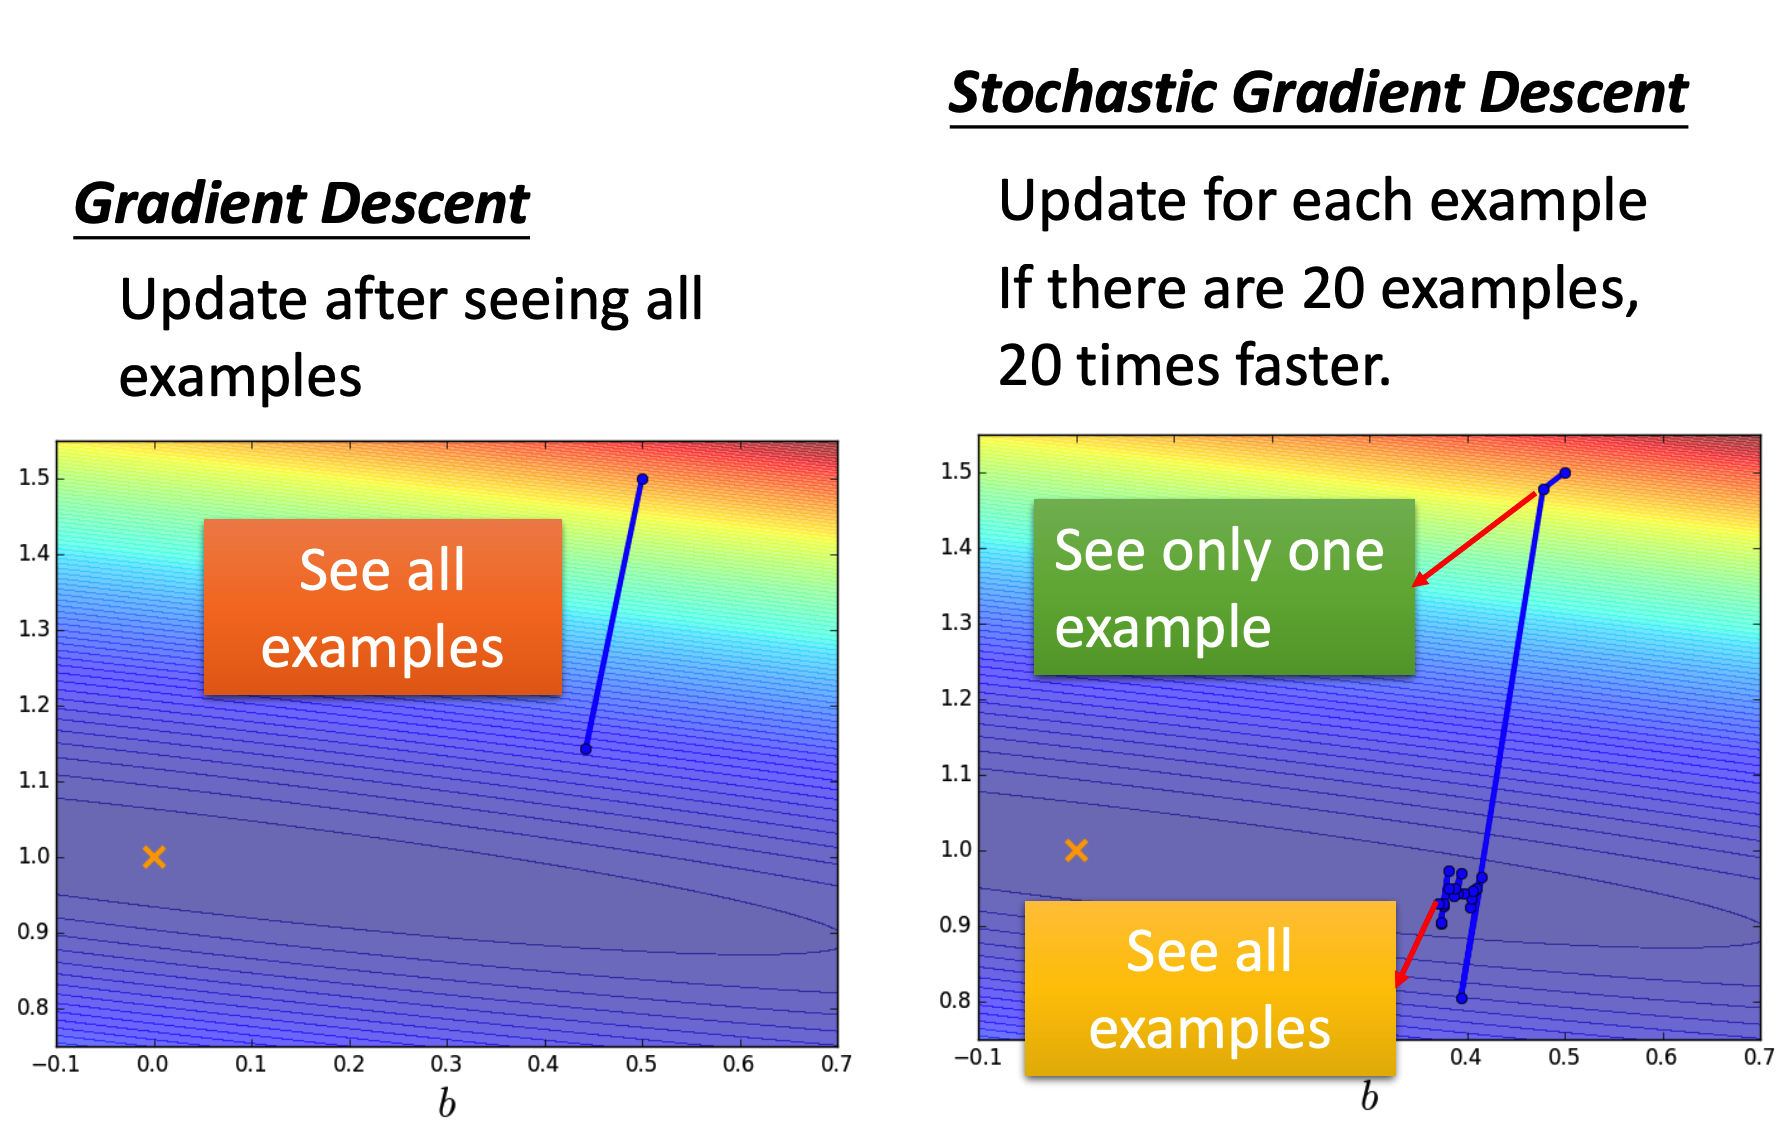 Stochastic Gradient Descent
Gradient Descent
Update for each example
Update after seeing all
examples
If there are 20 examples,
20 times faster.
1.5
1.4
1.3
1.2
1.1
1.0
0.9
0.8
See all
examples
−0.1 0.0 0.1 0.2 0.3 0.4 0.5 0.6 0.7
b
1.5
1.4
1.3
1.2
1.1
1.0
0.9
0.8
See only one
example
See all
examples
−0.1 0.4 0.5 0.6 0.7
b